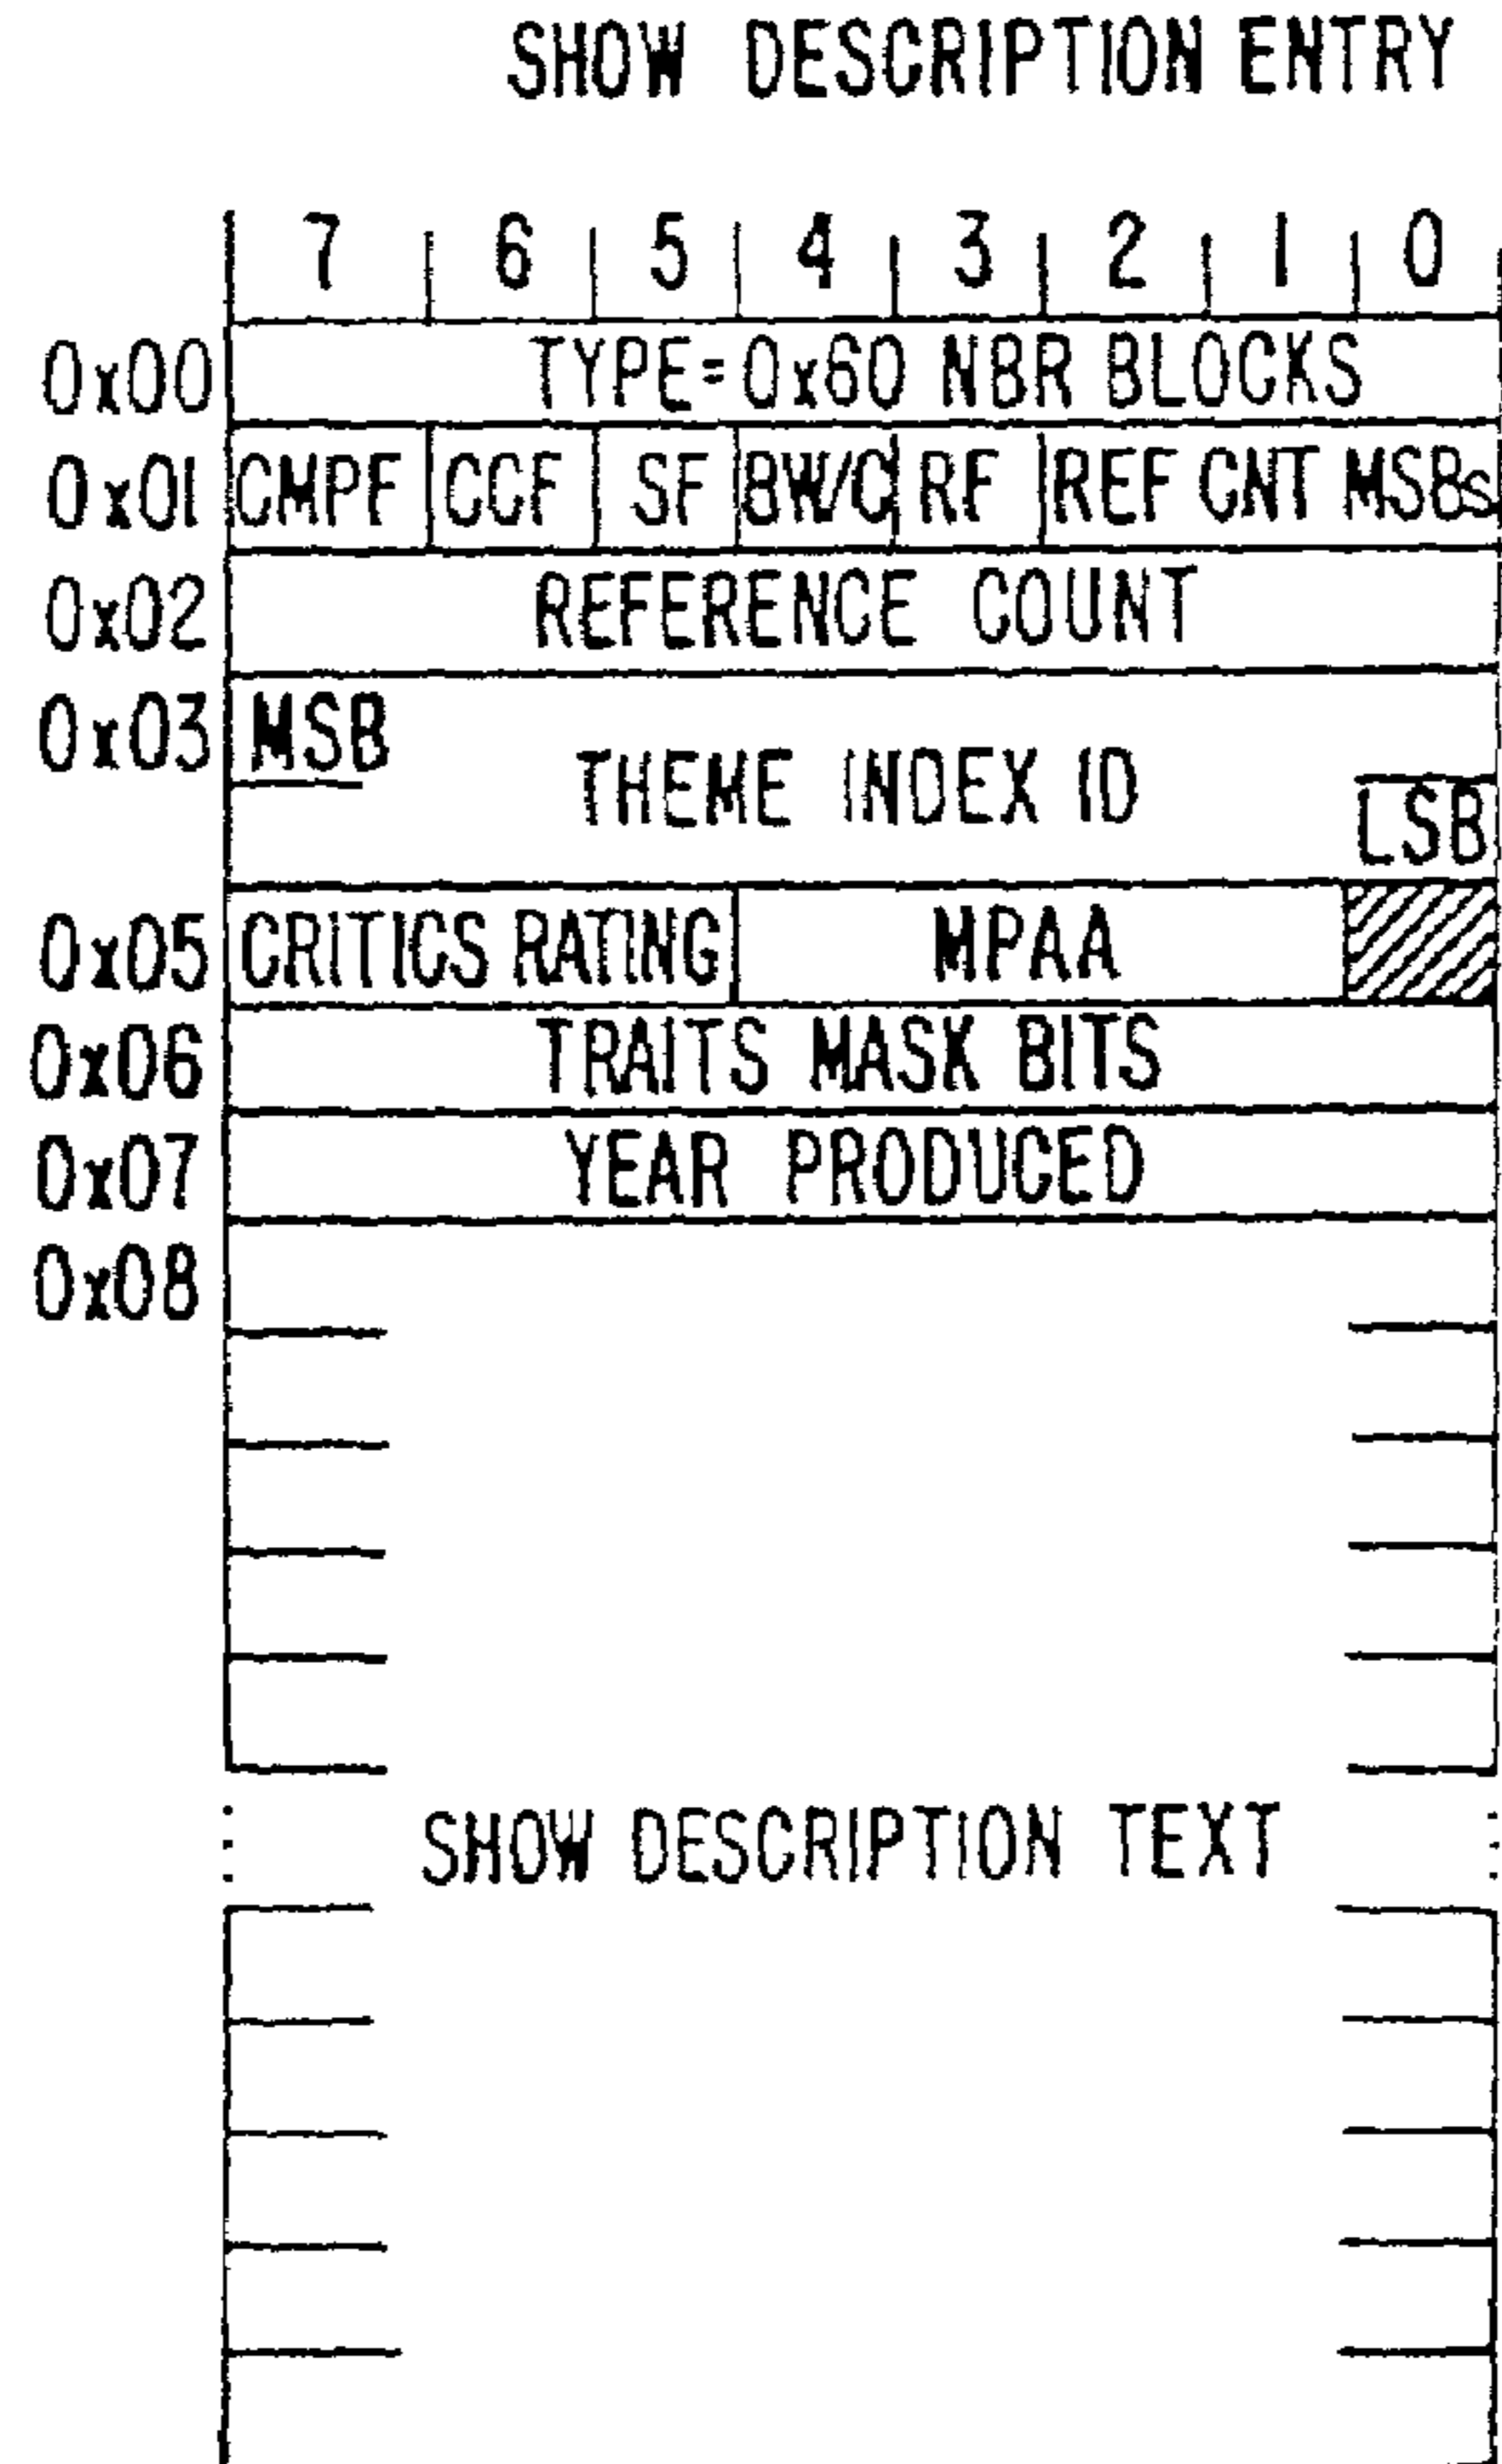 SHOW DESCRIPTION ENTRY
7 6 5 4 3 2 1 0
0x00 TYPE=0x60 NBR BLOCKS
0x01 CMPF CCF SF BW/C RF REF CNT MSBs
0x02 REFERENCE COUNT
0x03 MSB
THEME INDEX ID
LSB
0x05 CRITICS RATING MPAA
0x06 TRAITS MASK BITS
0x07 YEAR PRODUCED
0x08
SHOW DESCRIPTION TEXT